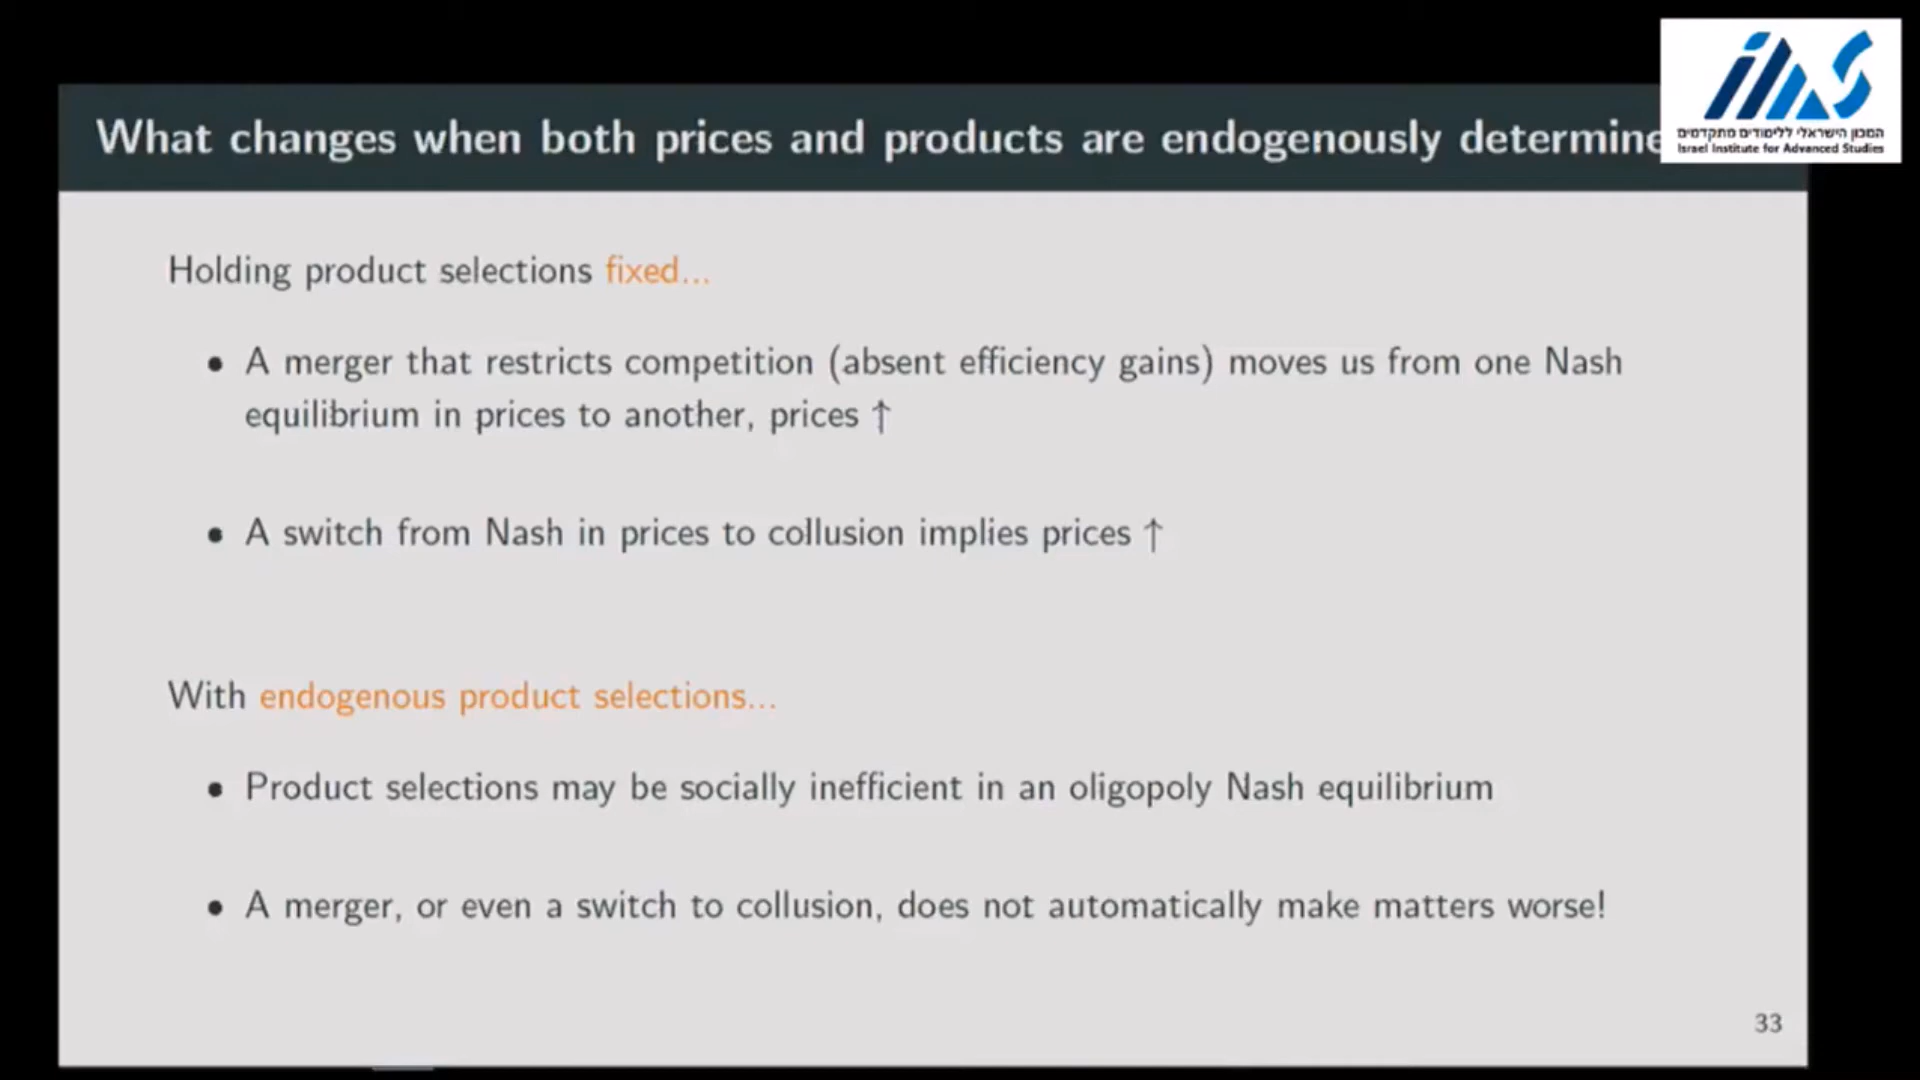 המכון הישראלי ללימודים מתקדמים
Israel Institute for Advanced Studies
What changes when both prices and products are endogenously determine
Holding product selections fixed...
• A merger that restricts competition (absent efficiency gains) moves us from one Nash
equilibrium in prices to another, prices ↑
• A switch from Nash in prices to collusion implies prices ↑
With endogenous product selections...
• Product selections may be socially inefficient in an oligopoly Nash equilibrium
• A merger, or even a switch to collusion, does not automatically make matters worse!
33